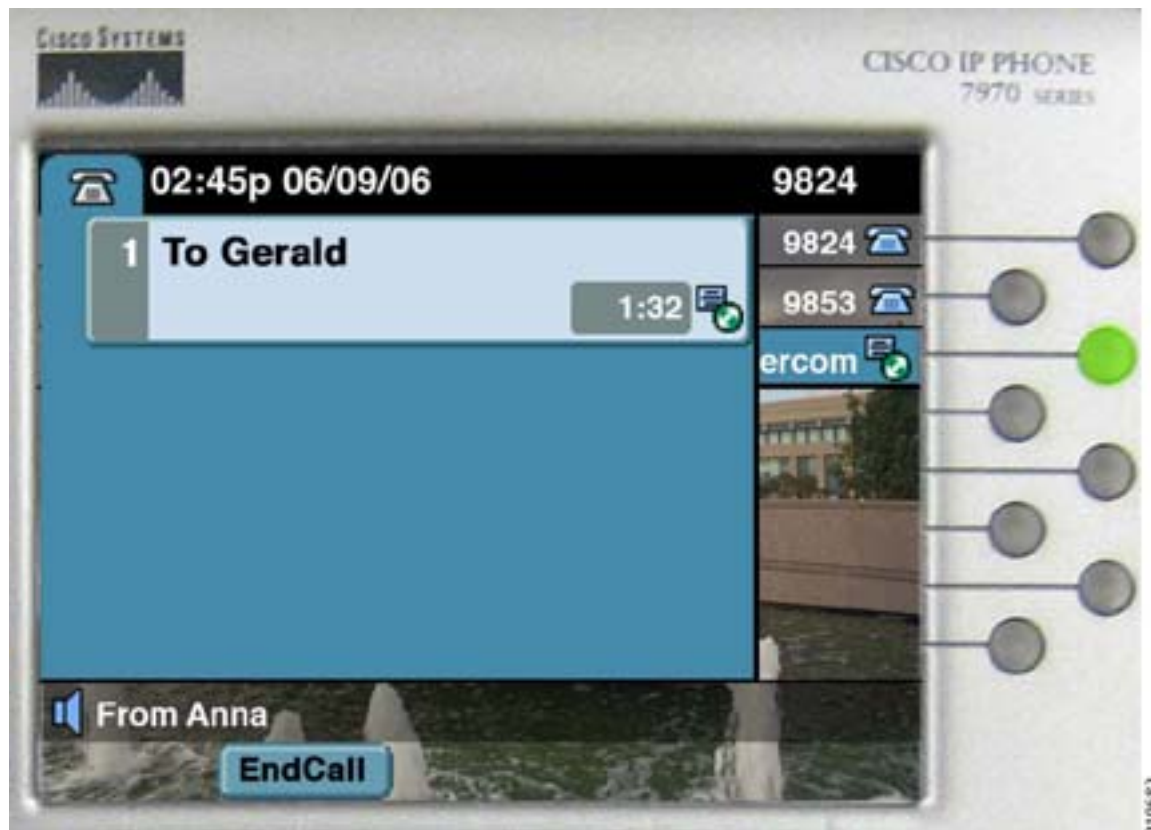 CISCO SYSTEMS
CISCO IP PHONE
7970 SERIES
02:45p 06/09/06
9824
1 To Gerald
1:32
9824
9853
ercom
From Anna
EndCall